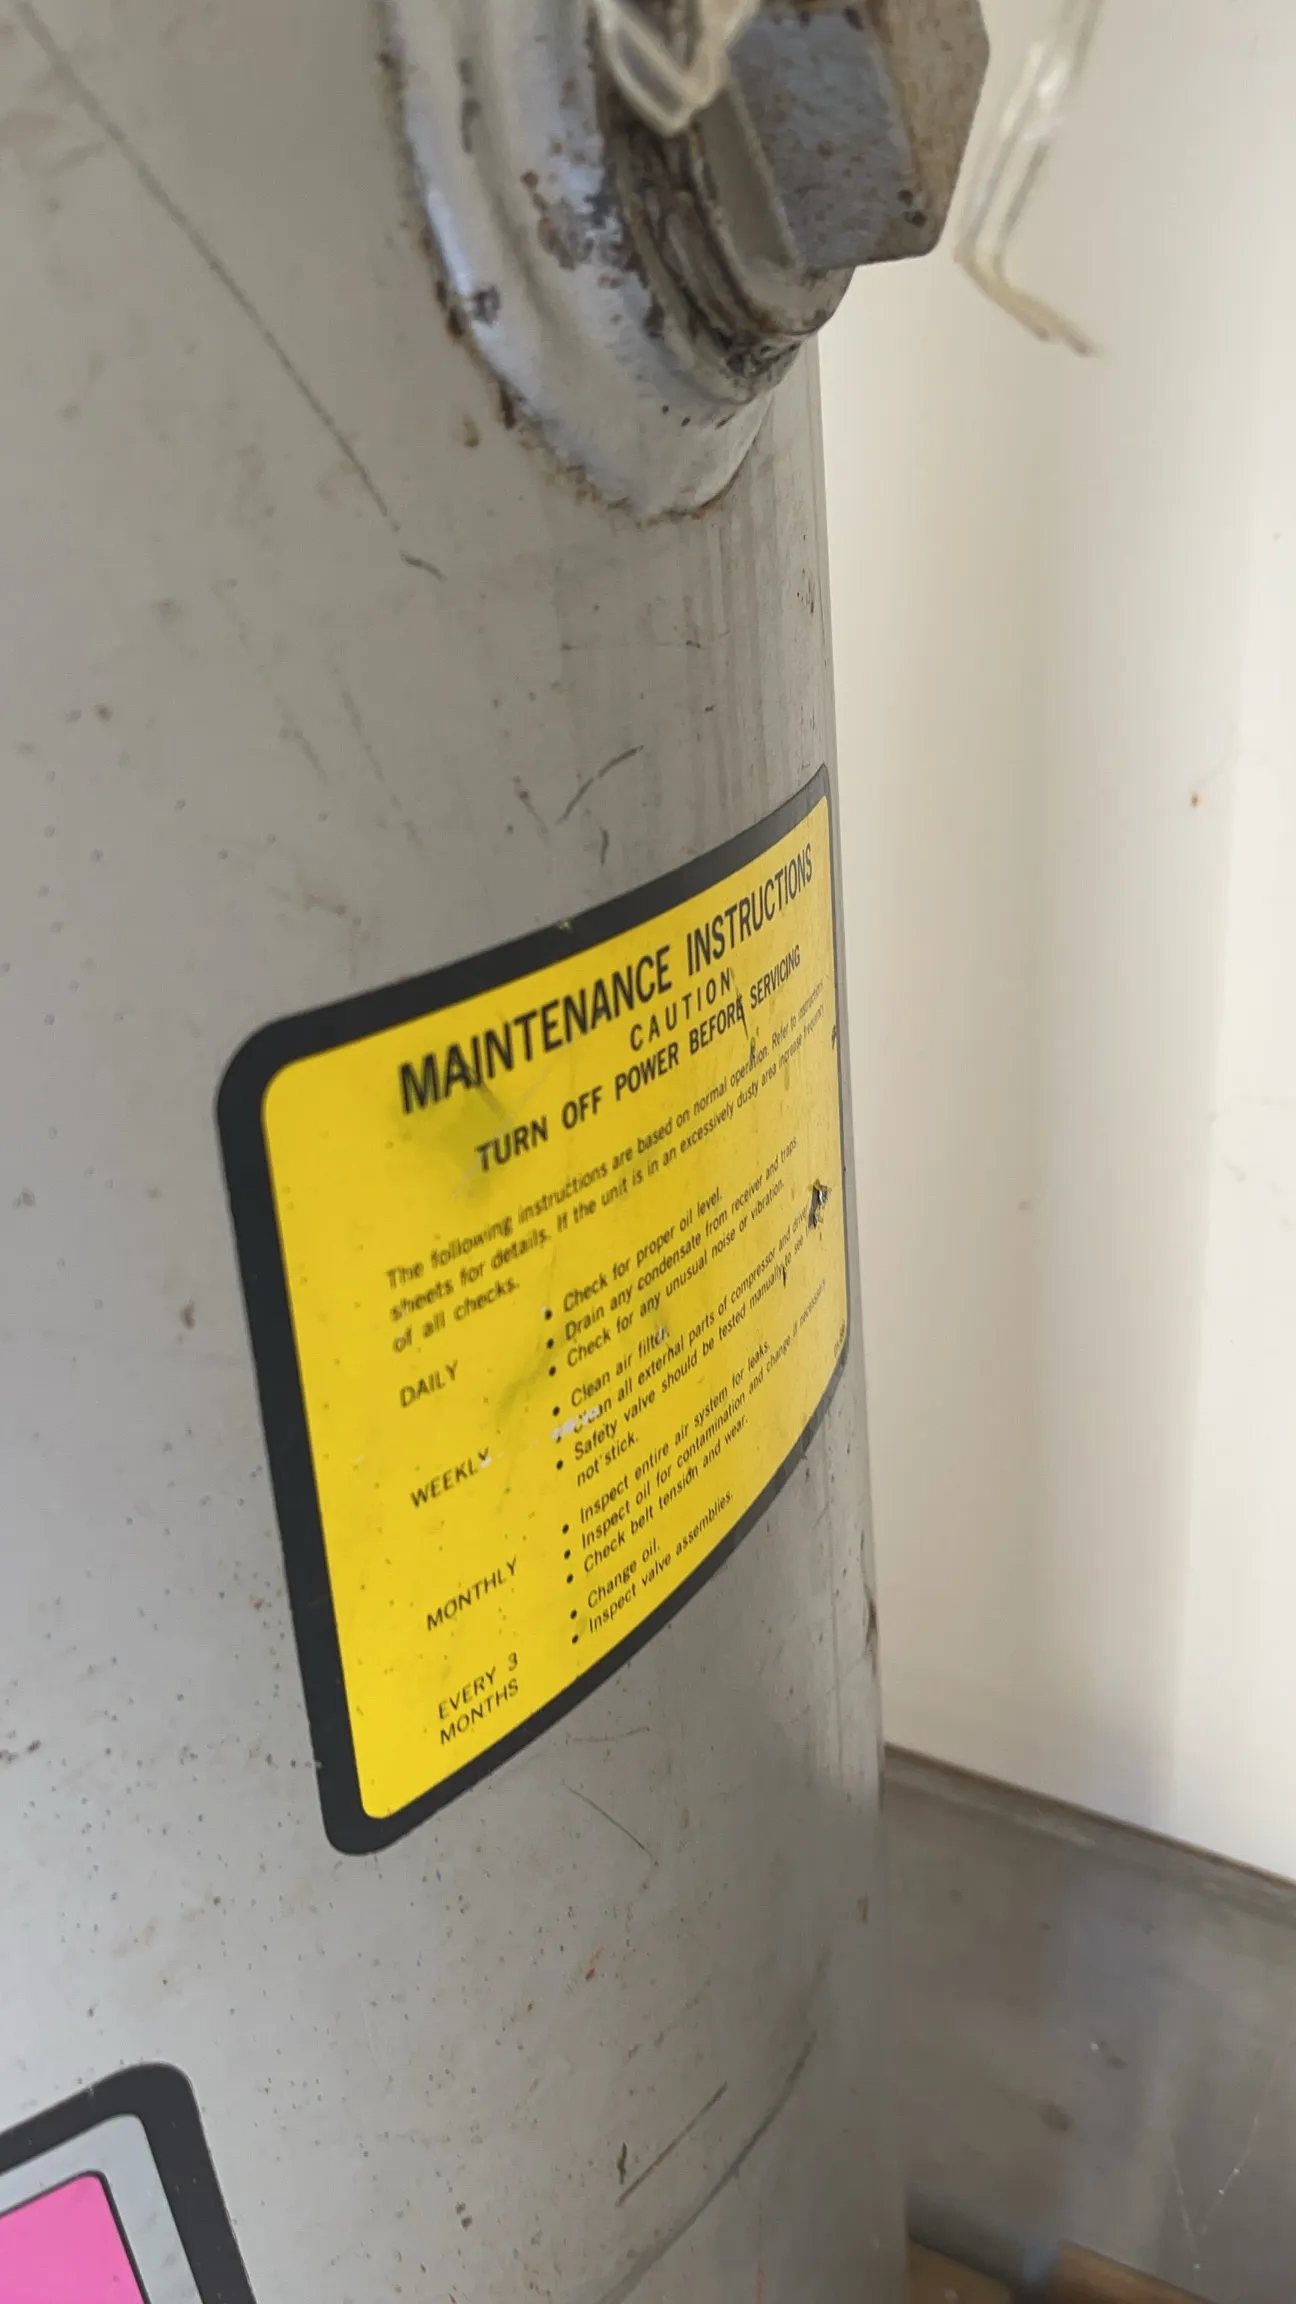 MAINTENANCE INSTRUCTIONS
CAUTION
TURN OFF POWER BEFORE SERVICING
The following instructions are based on normal operation. Refer to instruction
sheets for details. If the unit is in an excessively dusty area increase frequency
of all checks.
DAILY
• Check for proper oil level.
• Drain any condensate from receiver and traps.
• Check for any unusual noise or vibration.
WEEKLY
• Clean air filter.
• Clean all external parts of compressor and driver.
• Safety valve should be tested manually to see
not stick.
MONTHLY
• Inspect entire air system for leaks.
• Inspect oil for contamination and change if necessary.
• Check belt tension and wear.
EVERY 3
MONTHS
• Change oil.
• Inspect valve assemblies.